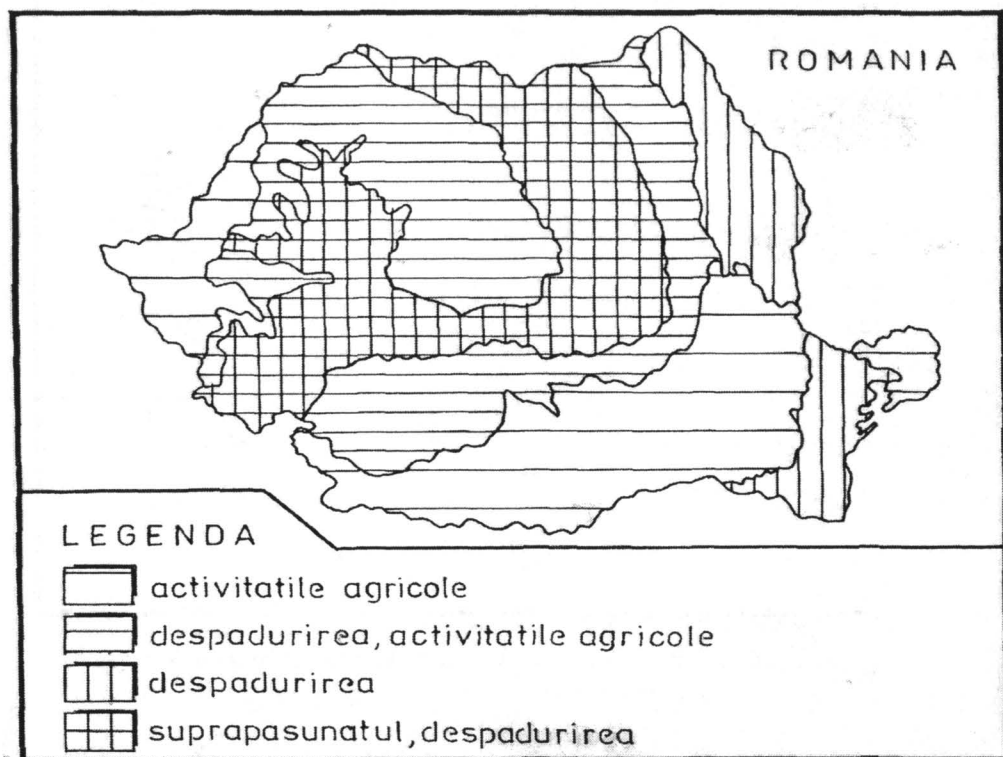 ROMANIA
LEGENDA
activitatile agricole
despadurirea, activitatile agricole
despadurirea
suprapasunatul, despadurirea